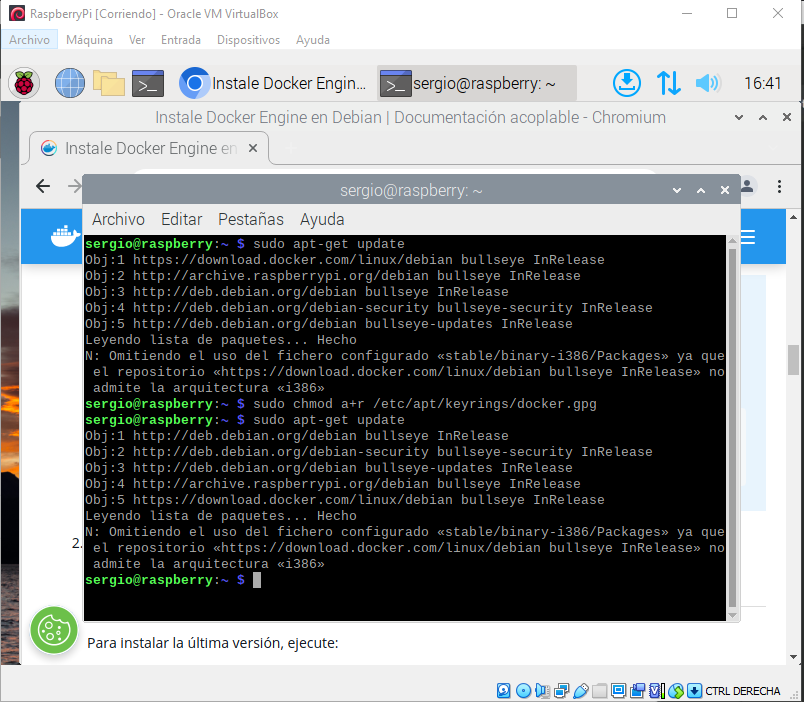 RaspberryPi [Corriendo] - Oracle VM VirtualBox
Archivo Máquina Ver Entrada Dispositivos Ayuda
Instale Docker Engin... sergio@raspberry: ~ 16:41
Instale Docker Engine en Debian | Documentación acoplable - Chromium
Instale Docker Engine en
sergio@raspberry: ~
Archivo Editar Pestañas Ayuda
sergio@raspberry:~ $ sudo apt-get update
Obj:1 https://download.docker.com/linux/debian bullseye InRelease
Obj:2 http://archive.raspberrypi.org/debian bullseye InRelease
Obj:3 http://deb.debian.org/debian bullseye InRelease
Obj:4 http://deb.debian.org/debian-security bullseye-security InRelease
Obj:5 http://deb.debian.org/debian bullseye-updates InRelease
Leyendo lista de paquetes... Hecho
N: Omitiendo el uso del fichero configurado «stable/binary-i386/Packages» ya que
el repositorio «https://download.docker.com/linux/debian bullseye InRelease» no
admite la arquitectura «i386»
sergio@raspberry:~ $ sudo chmod a+r /etc/apt/keyrings/docker.gpg
sergio@raspberry:~ $ sudo apt-get update
Obj:1 http://deb.debian.org/debian bullseye InRelease
Obj:2 http://deb.debian.org/debian-security bullseye-security InRelease
Obj:3 http://deb.debian.org/debian bullseye-updates InRelease
Obj:4 http://archive.raspberrypi.org/debian bullseye InRelease
Obj:5 https://download.docker.com/linux/debian bullseye InRelease
Leyendo lista de paquetes... Hecho
N: Omitiendo el uso del fichero configurado «stable/binary-i386/Packages» ya que
el repositorio «https://download.docker.com/linux/debian bullseye InRelease» no
admite la arquitectura «i386»
sergio@raspberry:~ $
2.
Para instalar la última versión, ejecute:
CTRL DERECHA